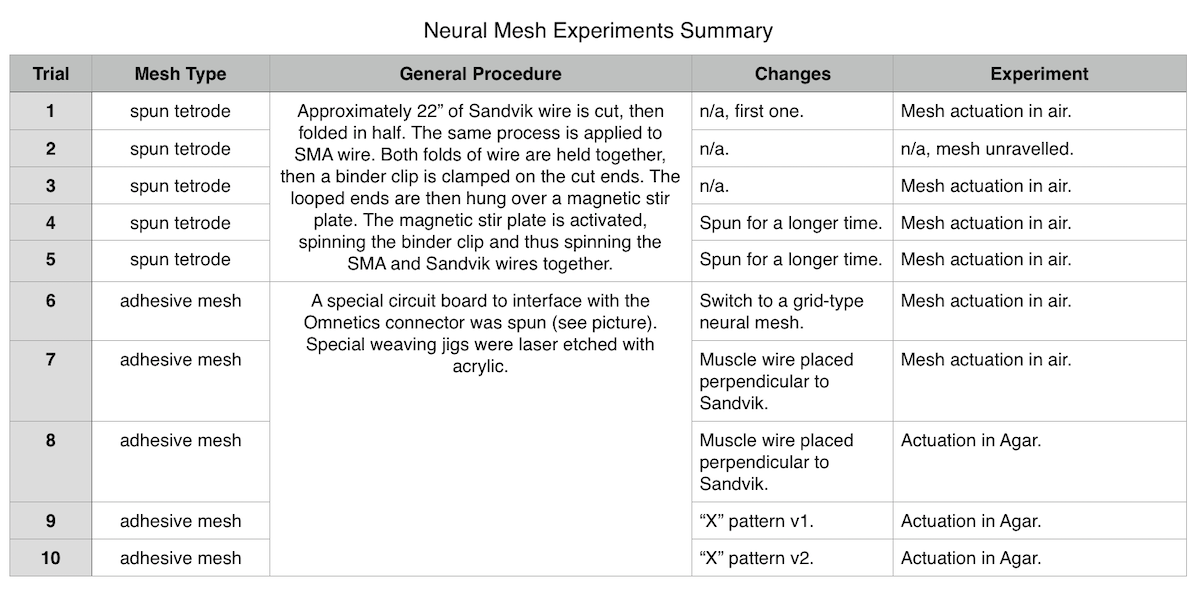 Neural Mesh Experiments Summary
Trial Mesh Type General Procedure Changes Experiment
1 spun tetrode
Approximately 22” of Sandvik wire is cut, then
folded in half. The same process is applied to
SMA wire. Both folds of wire are held together,
then a binder clip is clamped on the cut ends. The
looped ends are then hung over a magnetic stir
plate. The magnetic stir plate is activated,
spinning the binder clip and thus spinning the
SMA and Sandvik wires together.
n/a, first one. Mesh actuation in air.
2 spun tetrode n/a. n/a, mesh unravelled.
3 spun tetrode n/a. Mesh actuation in air.
4 spun tetrode Spun for a longer time. Mesh actuation in air.
5 spun tetrode Spun for a longer time. Mesh actuation in air.
6 adhesive mesh
A special circuit board to interface with the
Omnetics connector was spun (see picture).
Special weaving jigs were laser etched with
acrylic.
Switch to a grid-type
neural mesh.
Mesh actuation in air.
7 adhesive mesh
Muscle wire placed
perpendicular to
Sandvik.
Mesh actuation in air.
8 adhesive mesh
Muscle wire placed
perpendicular to
Sandvik.
Actuation in Agar.
9 adhesive mesh “X” pattern v1. Actuation in Agar.
10 adhesive mesh “X” pattern v2. Actuation in Agar.